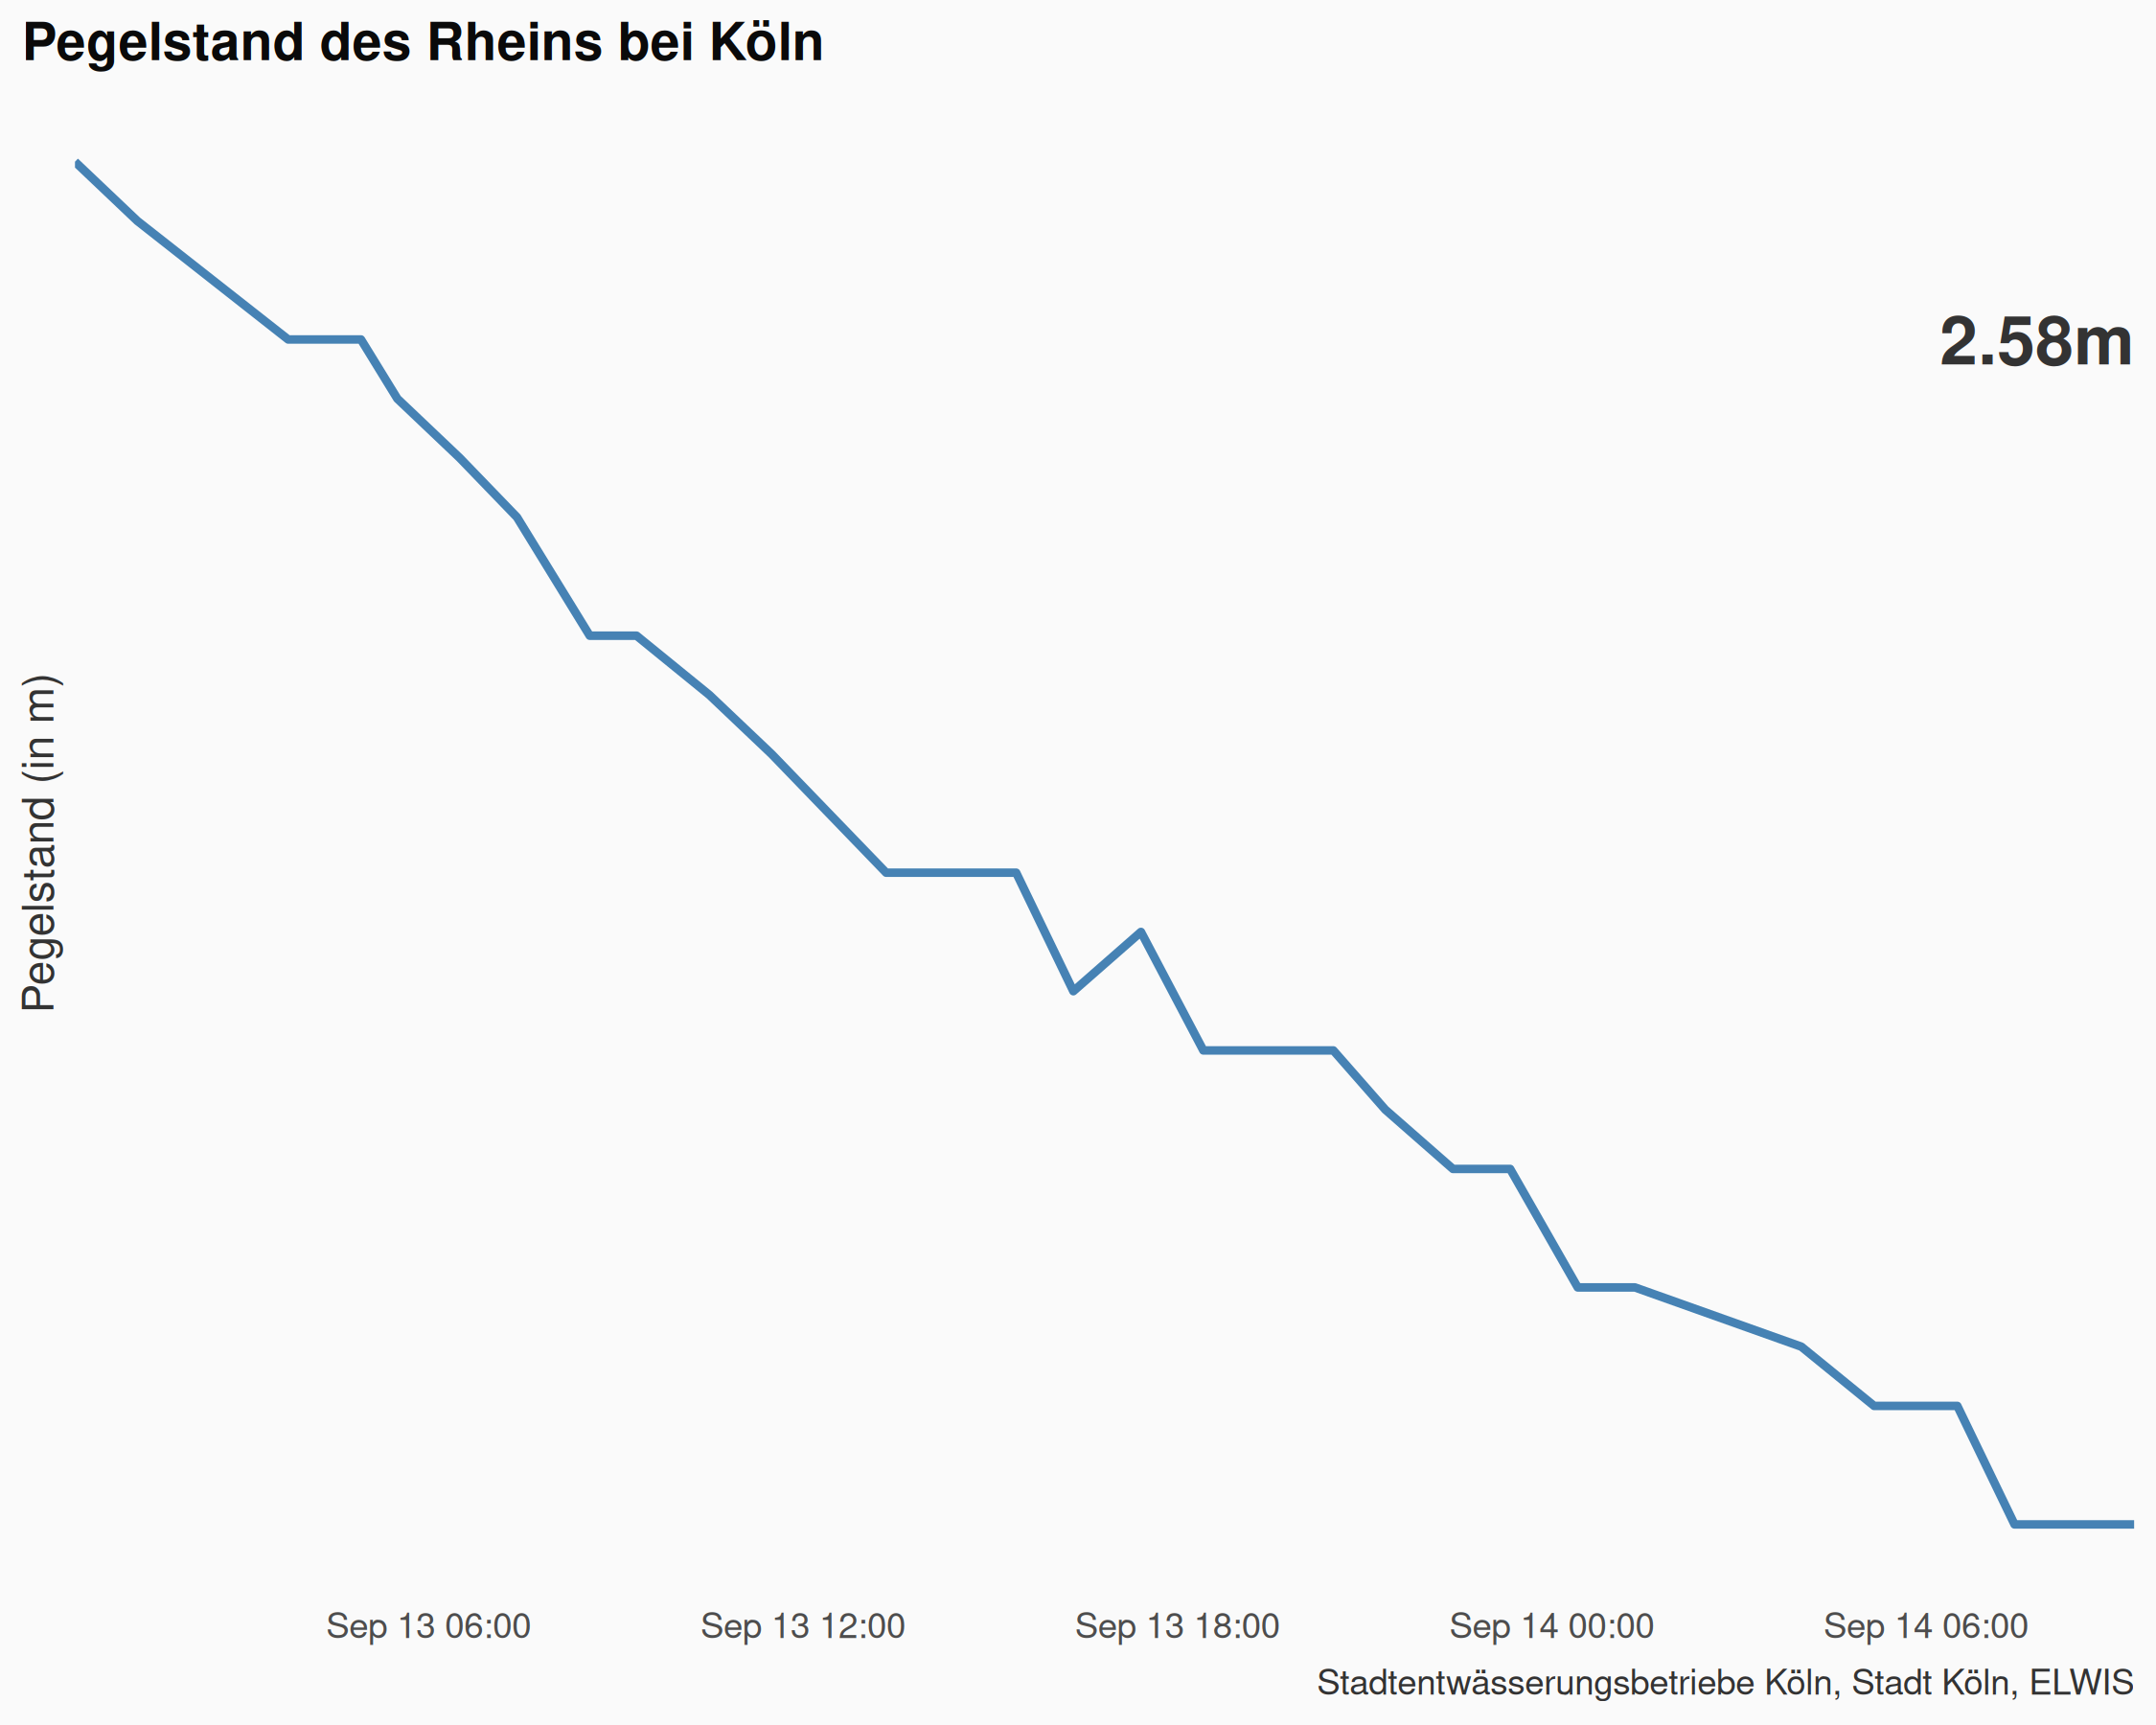 Pegelstand des Rheins bei Köln
2.58m
Pegelstand (in m)
Sep 13 06:00
Sep 13 12:00
Sep 13 18:00
Sep 14 00:00
Sep 14 06:00
Stadtentwässerungsbetriebe Köln, Stadt Köln, ELWIS